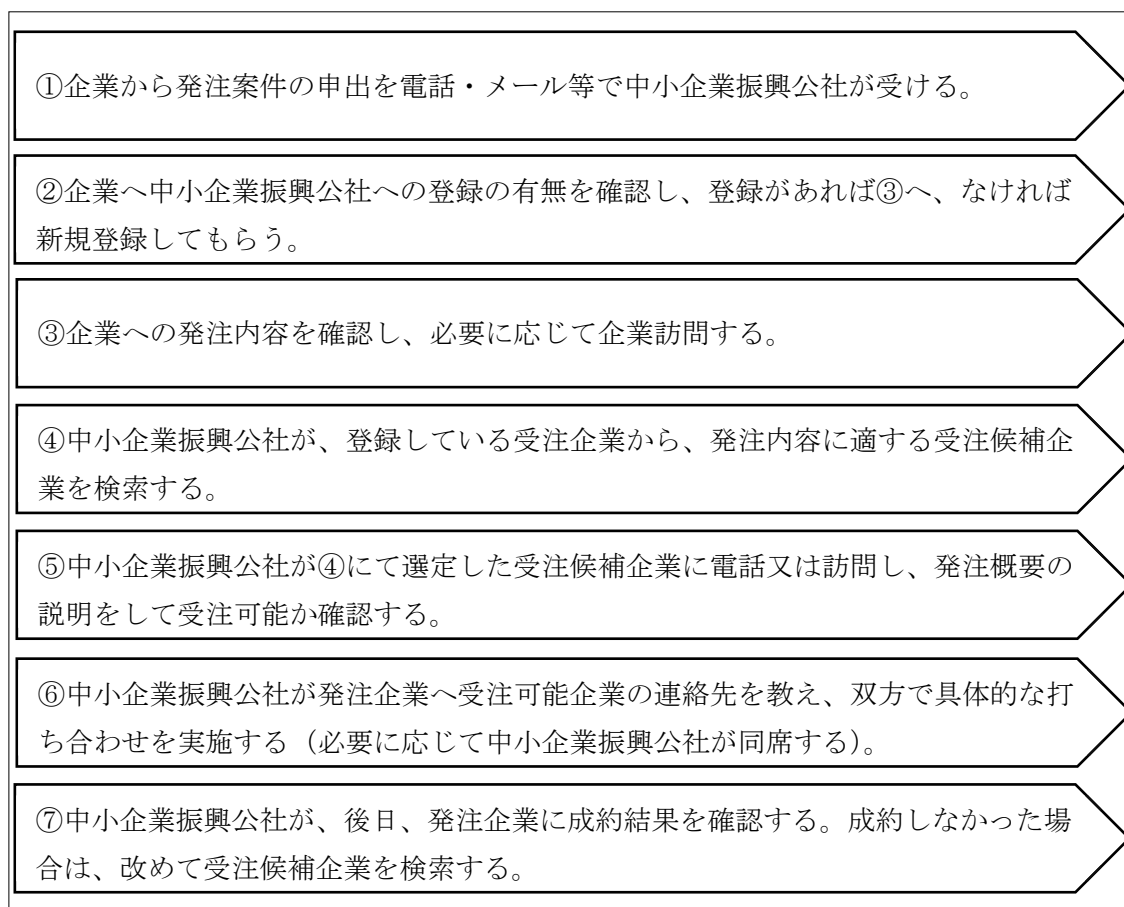 ①企業から発注案件の申出を電話・メール等で中小企業振興公社が受ける。
②企業へ中小企業振興公社への登録の有無を確認し、登録があれば③へ、なければ
新規登録してもらう。
③企業への発注内容を確認し、必要に応じて企業訪問する。
④中小企業振興公社が、登録している受注企業から、発注内容に適する受注候補企
業を検索する。
⑤中小企業振興公社が④にて選定した受注候補企業に電話又は訪問し、発注概要の
説明をして受注可能か確認する。
⑥中小企業振興公社が発注企業へ受注可能企業の連絡先を教え、双方で具体的な打
ち合わせを実施する（必要に応じて中小企業振興公社が同席する）。
⑦中小企業振興公社が、後日、発注企業に成約結果を確認する。成約しなかった場
合は、改めて受注候補企業を検索する。